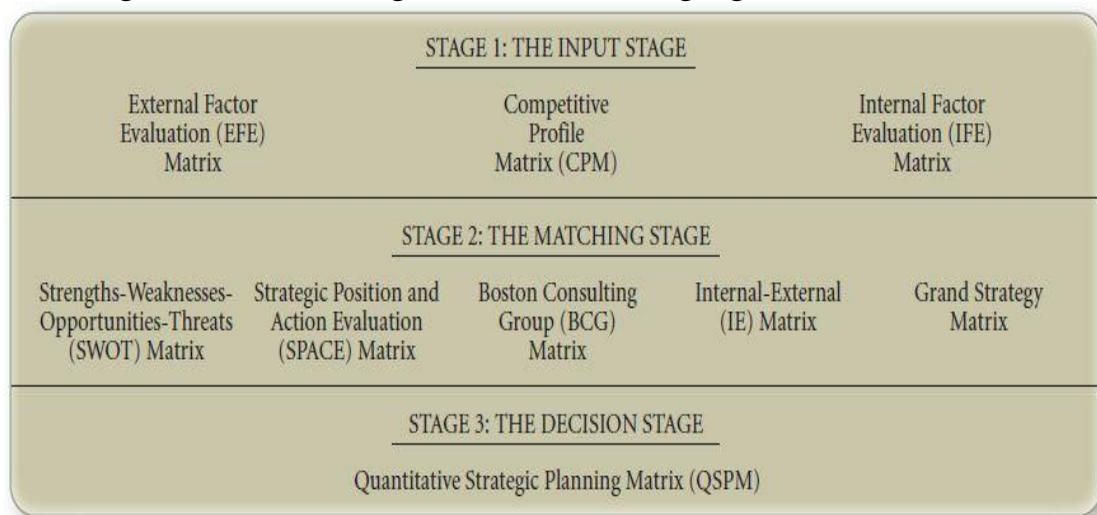 STAGE 1: THE INPUT STAGE
External Factor
Evaluation (EFE)
Matrix
Competitive
Profile
Matrix (CPM)
Internal Factor
Evaluation (IFE)
Matrix
STAGE 2: THE MATCHING STAGE
Strengths-Weaknesses-
Opportunities-Threats
(SWOT) Matrix
Strategic Position and
Action Evaluation
(SPACE) Matrix
Boston Consulting
Group (BCG)
Matrix
Internal-External
(IE) Matrix
Grand Strategy
Matrix
STAGE 3: THE DECISION STAGE
Quantitative Strategic Planning Matrix (QSPM)